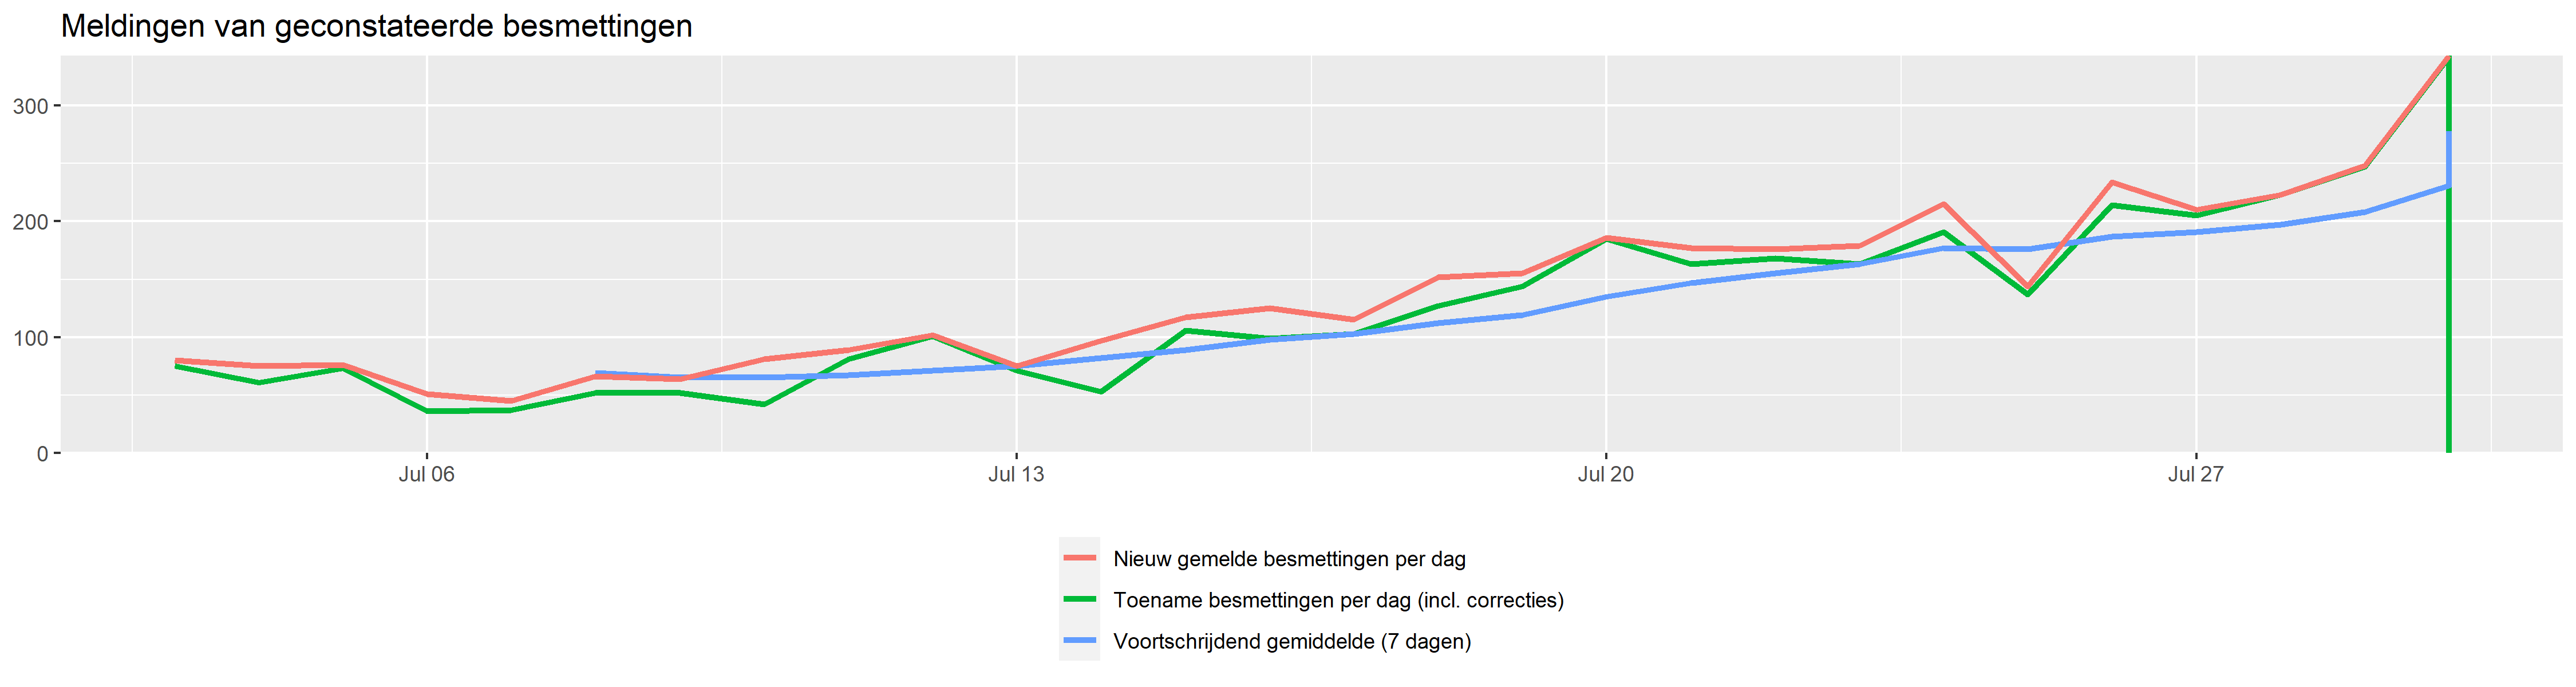 Meldingen van geconstateerde besmettingen
300
200
100
0
Jul 06 Jul 13 Jul 20 Jul 27
Nieuw gemelde besmettingen per dag
Toename besmettingen per dag (incl. correcties)
Voortschrijdend gemiddelde (7 dagen)